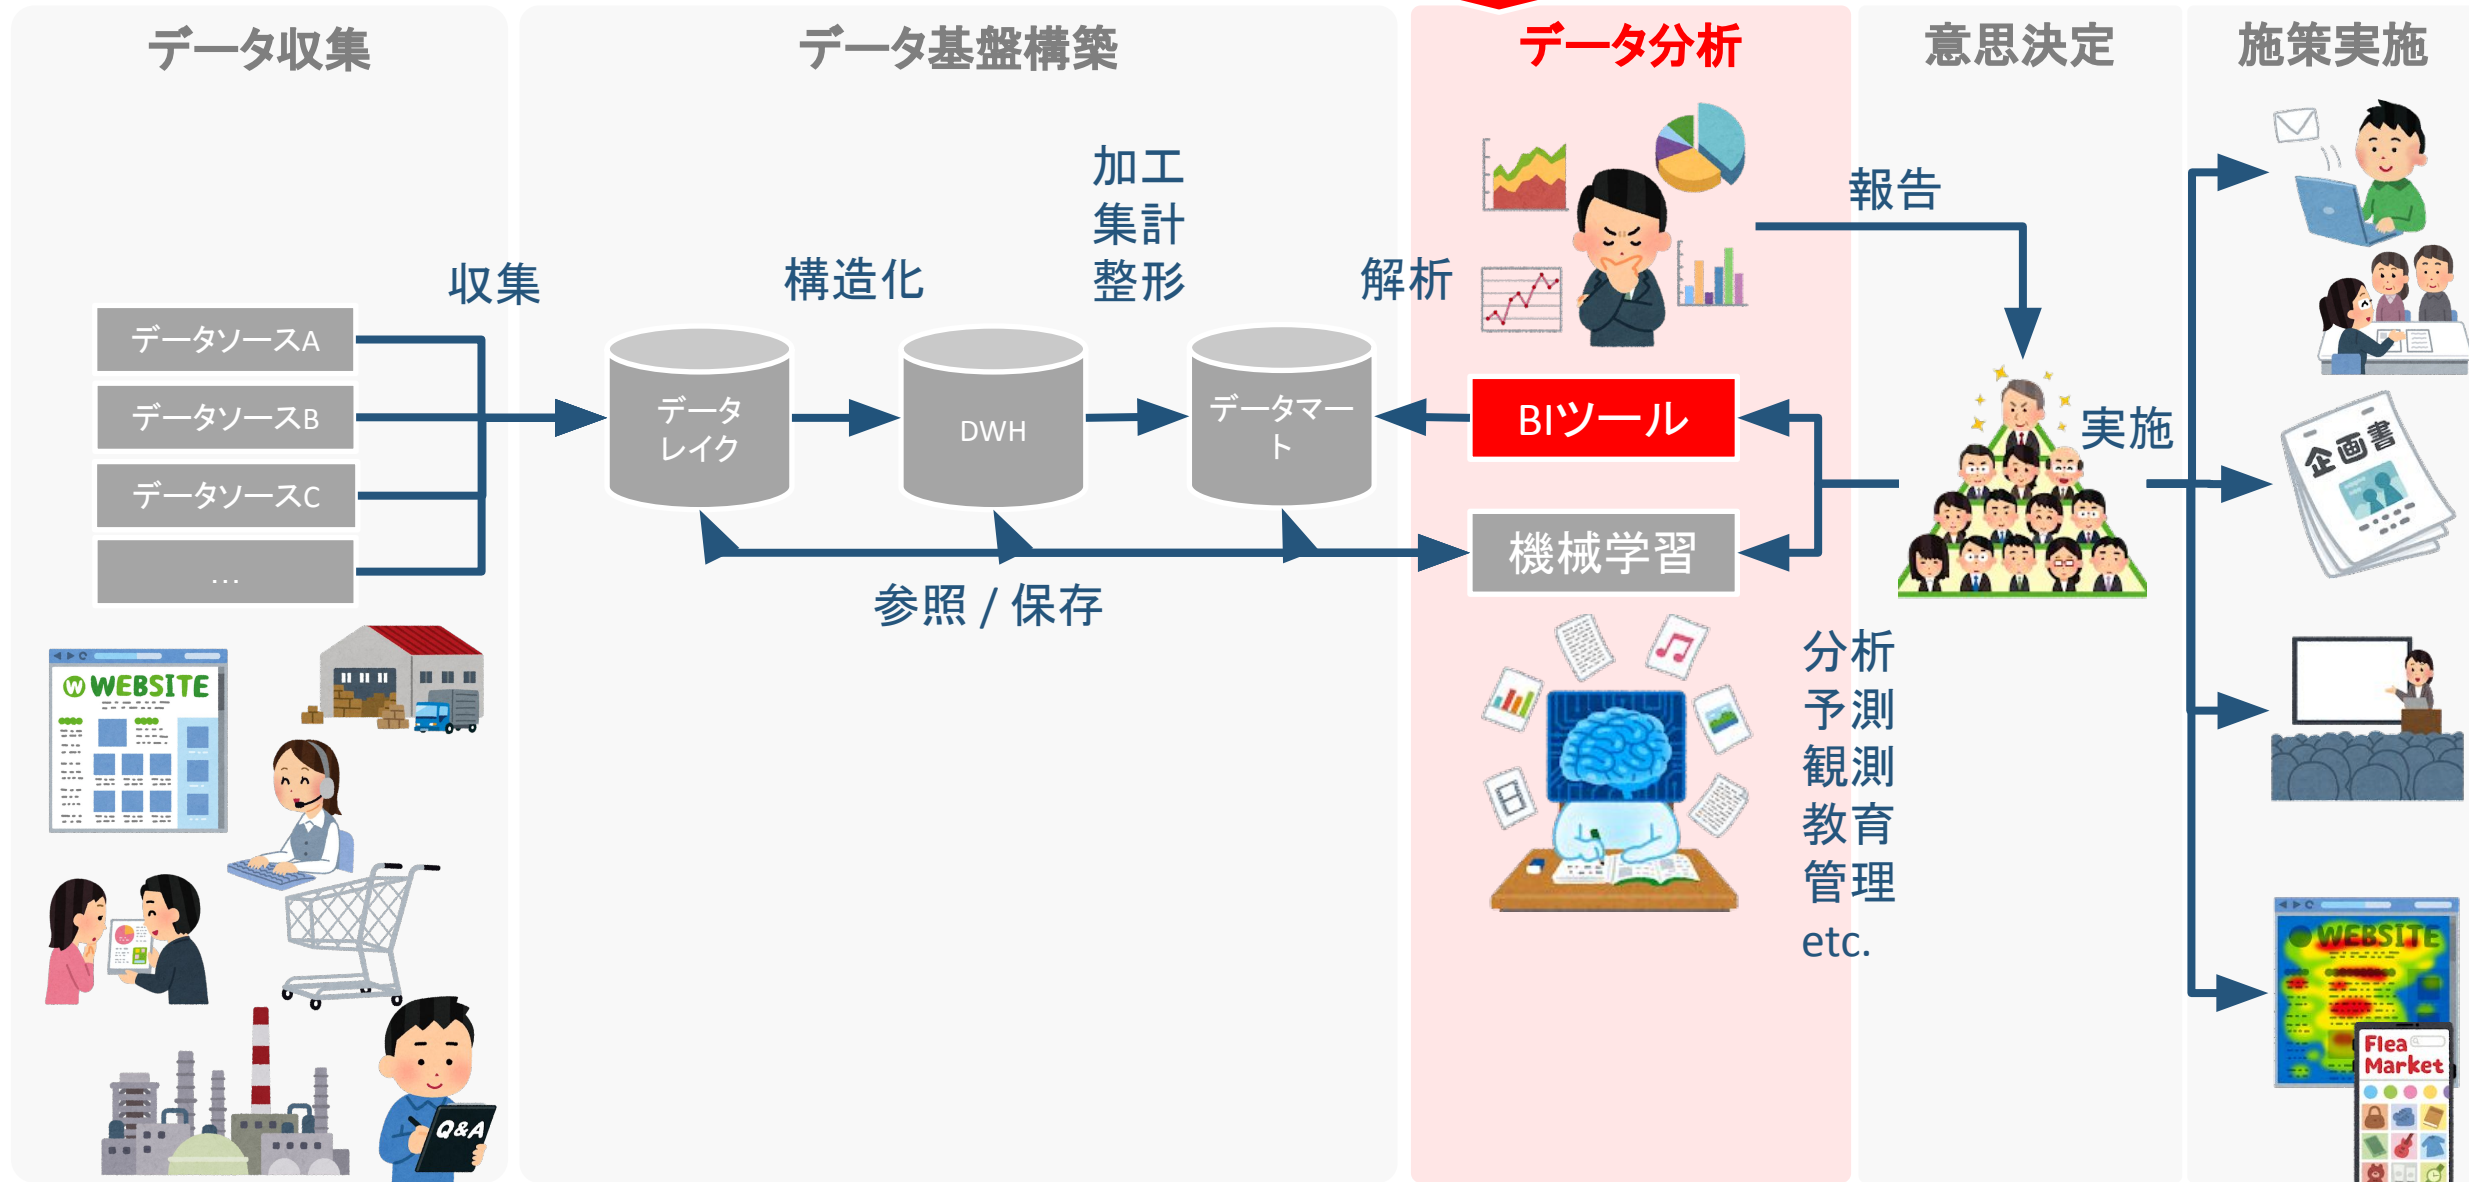 データ収集
データ基盤構築
データ分析
意思決定
施策実施
収集
構造化
加工
集計
整形
解析
報告
実施
データソースA
データソースB
データソースC
...
データ
レイク
DWH
データマー
ト
BIツール
機械学習
参照 / 保存
分析
予測
観測
教育
管理
etc.
W WEBSITE
Q&A
企画書
WEBSITE
Flea
Market